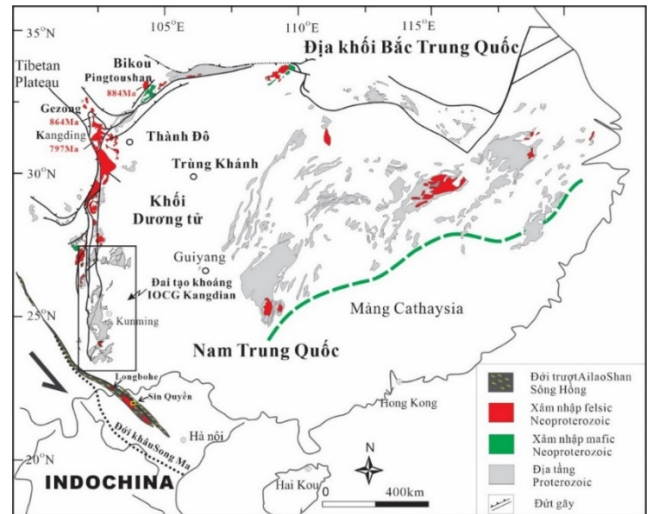 105°E
110°E
115°E
35°N
Địa khối Bắc Trung Quốc
Tibetan
Plateau
Bikou
Pingtoushan
884Ma
Gezong
864Ma
Kangding
797Ma
Thành Đô
30°N
Trùng Khánh
Khối
Dương tử
Guiyang
Đai tạo khoáng
IOCG Kangdian
Mảng Cathaysia
25°N
Kunming
Nam Trung Quốc
Longbohe
Sin Quyền
Hong Kong
Hà nôi
Đới khâu Song Ma
20°N
INDOCHINA
N
Hai Kou
0 400km
Đới trượtAilaoShan
Sông Hồng
Xâm nhập felsic
Neoproterozoic
Xâm nhập mafic
Neoproterozoic
Địa tầng
Proterozoic
Đứt gãy